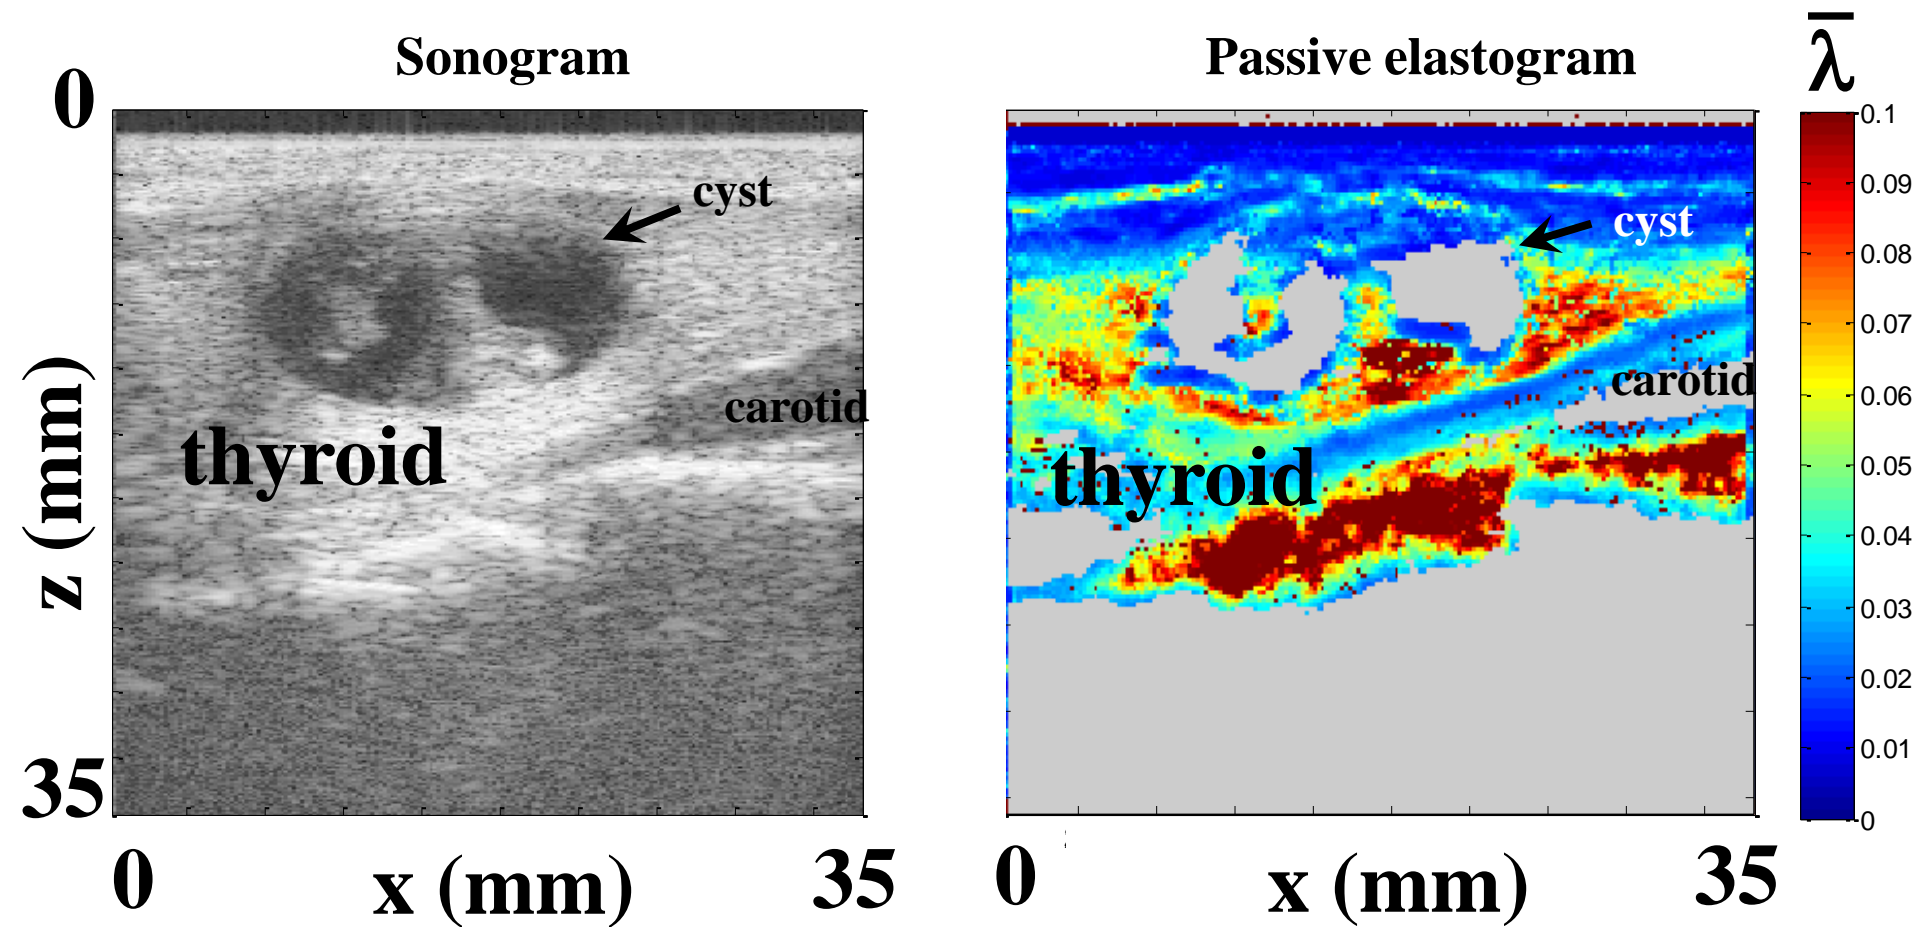 Sonogram
0
cyst
carotid
thyroid
z (mm)
35
0
x (mm)
35
Passive elastogram
cyst
carotid
thyroid
0
x (mm)
35
λ̅
0.1
0.09
0.08
0.07
0.06
0.05
0.04
0.03
0.02
0.01
0